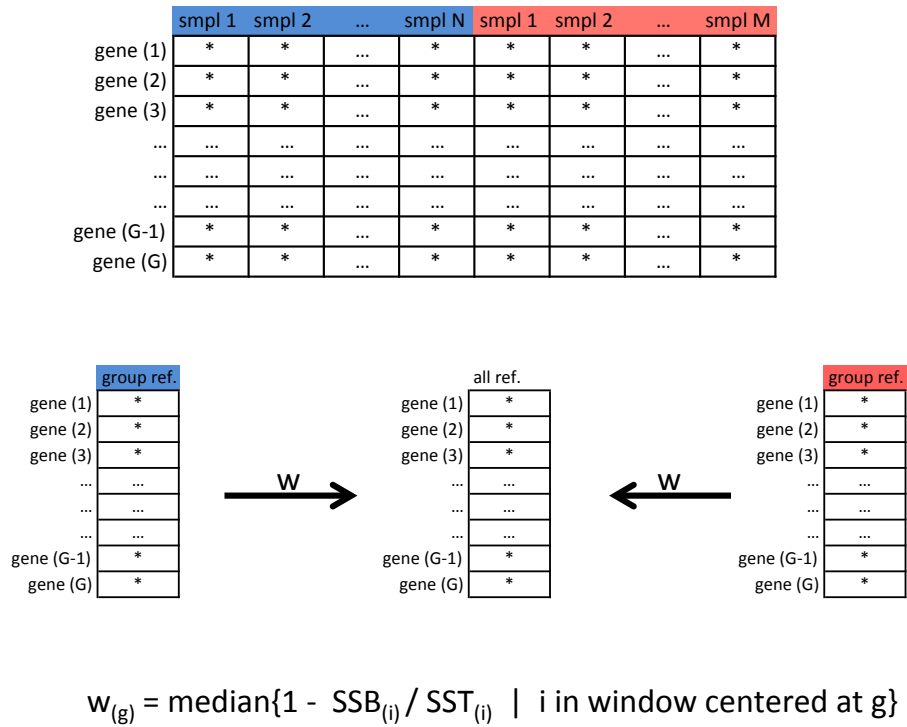 smpl 1 smpl 2 ... smpl N smpl 1 smpl 2 ... smpl M
gene (1) * * ... * * * ... *
gene (2) * * ... * * * ... *
gene (3) * * ... * * * ... *
... ... ... ... ... ... ... ... ...
... ... ... ... ... ... ... ... ...
... ... ... ... ... ... ... ... ...
gene (G-1) * * ... * * * ... *
gene (G) * * ... * * * ... *
group ref. all ref. group ref.
gene (1) * gene (1) * gene (1) *
gene (2) * gene (2) * gene (2) *
gene (3) * gene (3) * gene (3) *
... ... W ... ... W ... ...
... ... ... ... ... ...
... ... ... ... ... ...
gene (G-1) * gene (G-1) * gene (G-1) *
gene (G) * gene (G) * gene (G) *
w(g) = median{1 - SSB(i) / SST(i) | i in window centered at g}